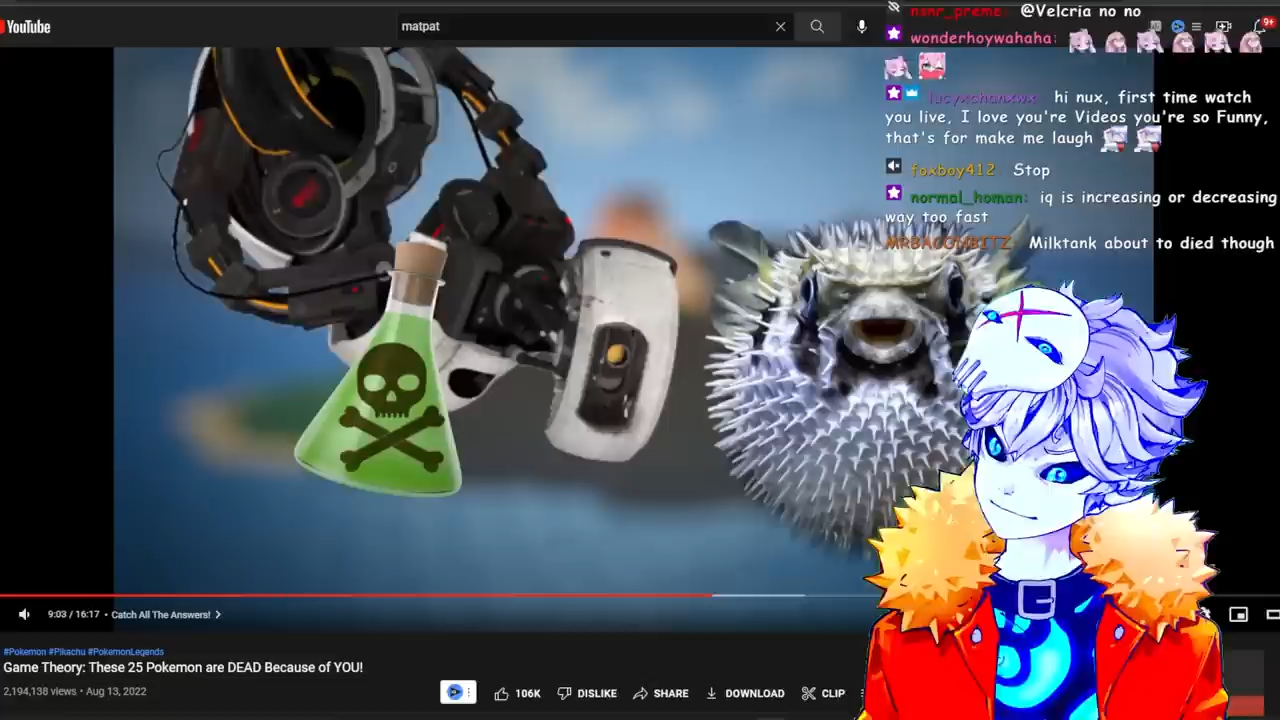 nsnr_preme: @Velcria no no
YouTube
matpat
9+
wonderhoywahaha:
lucyxchanxwx hi nux, first time watch
you live, I love you're Videos you're so Funny,
that's for make me laugh
foxboy412 Stop
normal_homan: iq is increasing or decreasing
way too fast
MRBACONBITZ Milktank about to died though
9:03 / 16:17 • Catch All The Answers!
#Pokemon #Pikachu #PokemonLegends
Game Theory: These 25 Pokemon are DEAD Because of YOU!
2,194,138 views • Aug 13, 2022
106K DISLIKE SHARE DOWNLOAD CLIP